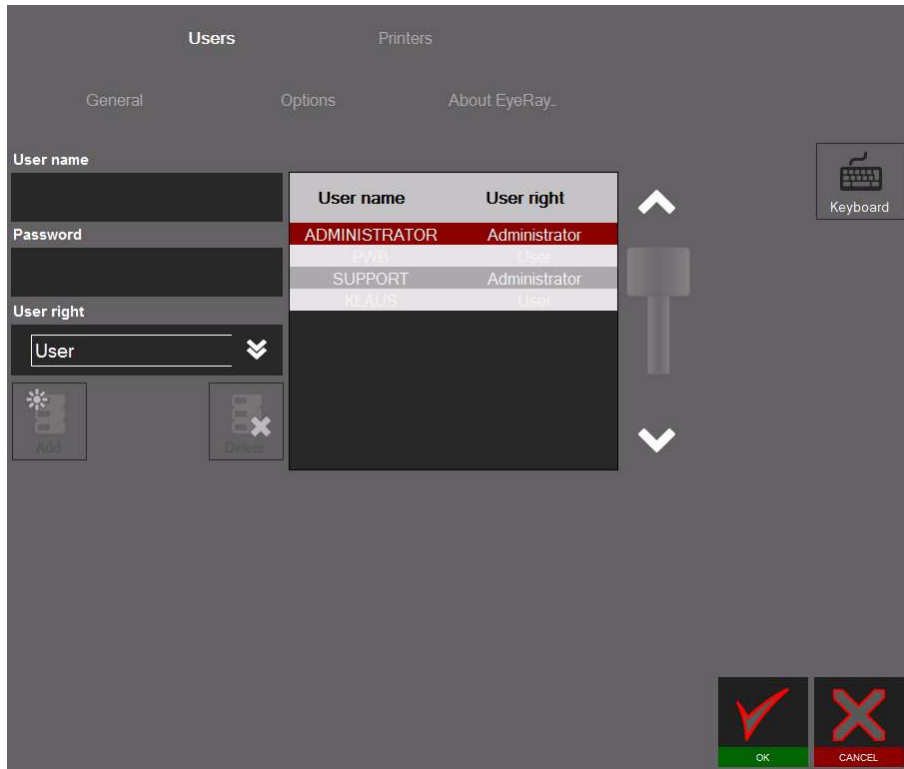 Users Printers
General Options About EyeRay..
User name
Keyboard
User name User right
Password
ADMINISTRATOR Administrator
PWB User
SUPPORT Administrator
KLAUS User
User right
User
Add Delete
OK CANCEL